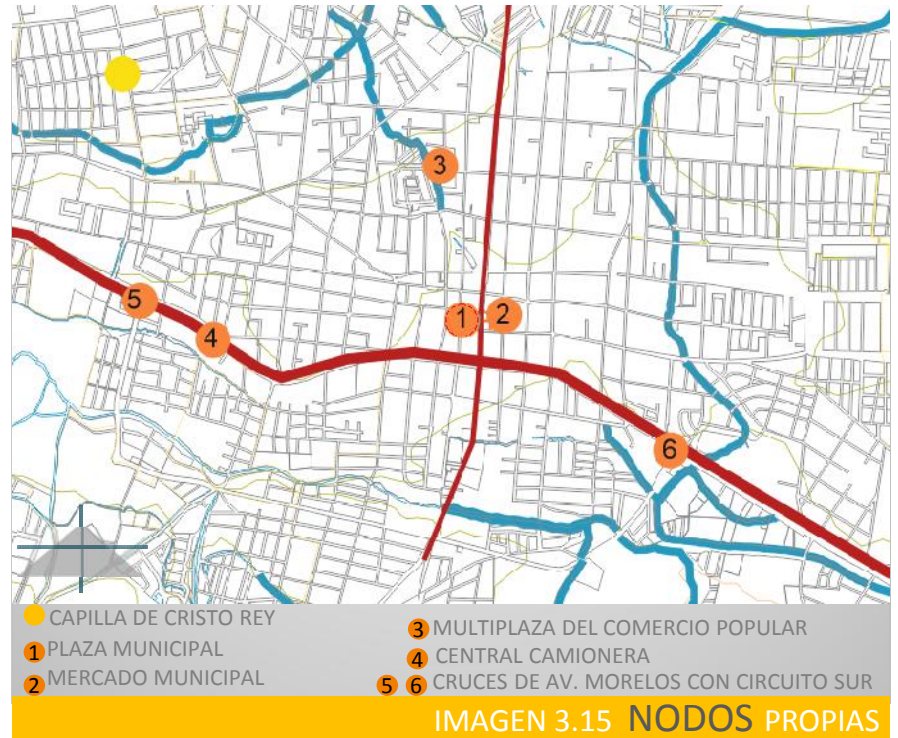 3
5
4
1
2
6
CAPILLA DE CRISTO REY
1 PLAZA MUNICIPAL
2 MERCADO MUNICIPAL
3 MULTIPLAZA DEL COMERCIO POPULAR
4 CENTRAL CAMIONERA
5 6 CRUCES DE AV. MORELOS CON CIRCUITO SUR
IMAGEN 3.15 NODOS PROPIAS